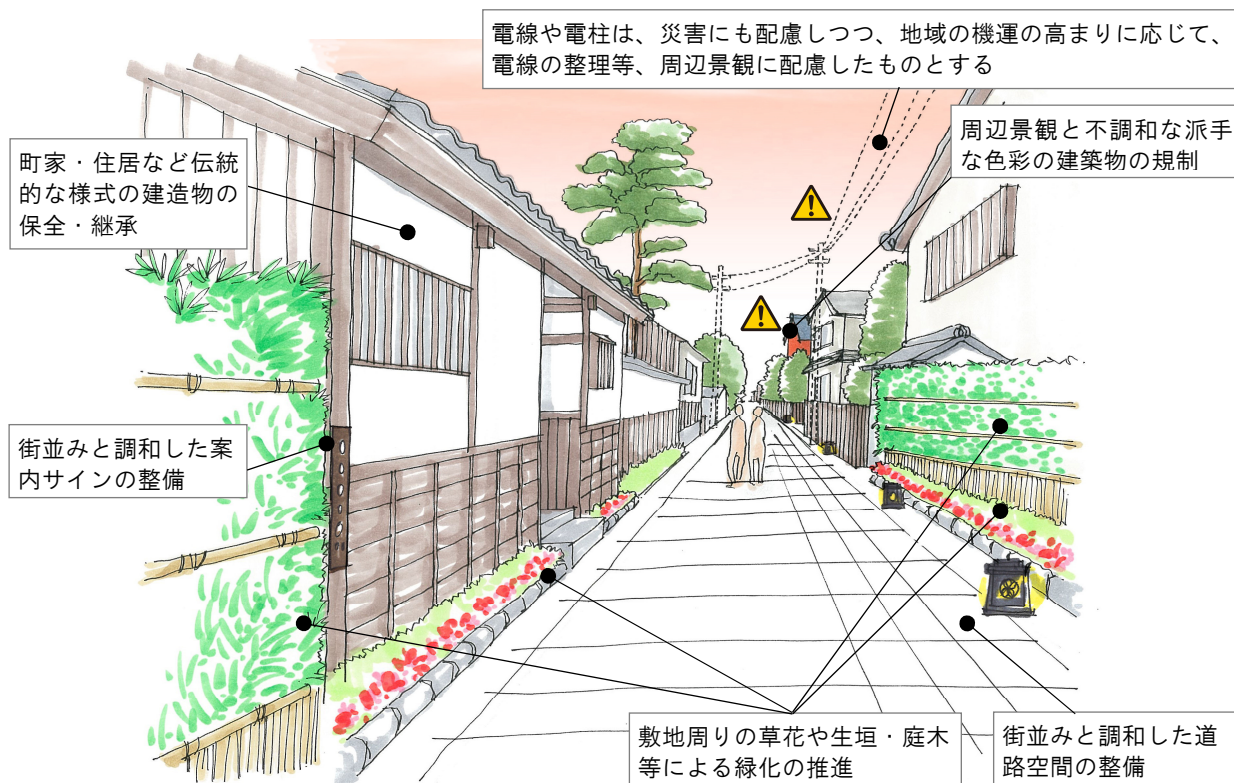 電線や電柱は、災害にも配慮しつつ、地域の機運の高まりに応じて、
電線の整理等、周辺景観に配慮したものとする
周辺景観と不調和な派手
な色彩の建築物の規制
町家・住居など伝統
的な様式の建造物の
保全・継承
街並みと調和した案
内サインの整備
敷地周りの草花や生垣・庭木
等による緑化の推進
街並みと調和した道
路空間の整備